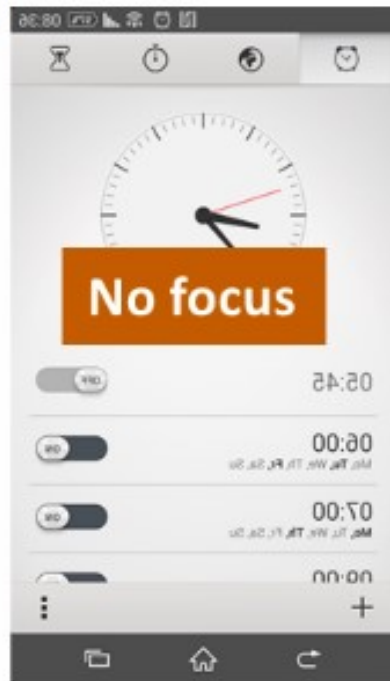 08:36
No focus
OFF 05:45
ON 06:00
Mo, Tu, We, Th, Fr, Sa, Su
ON 07:00
Mo, Tu, We, Th, Fr, Sa, Su